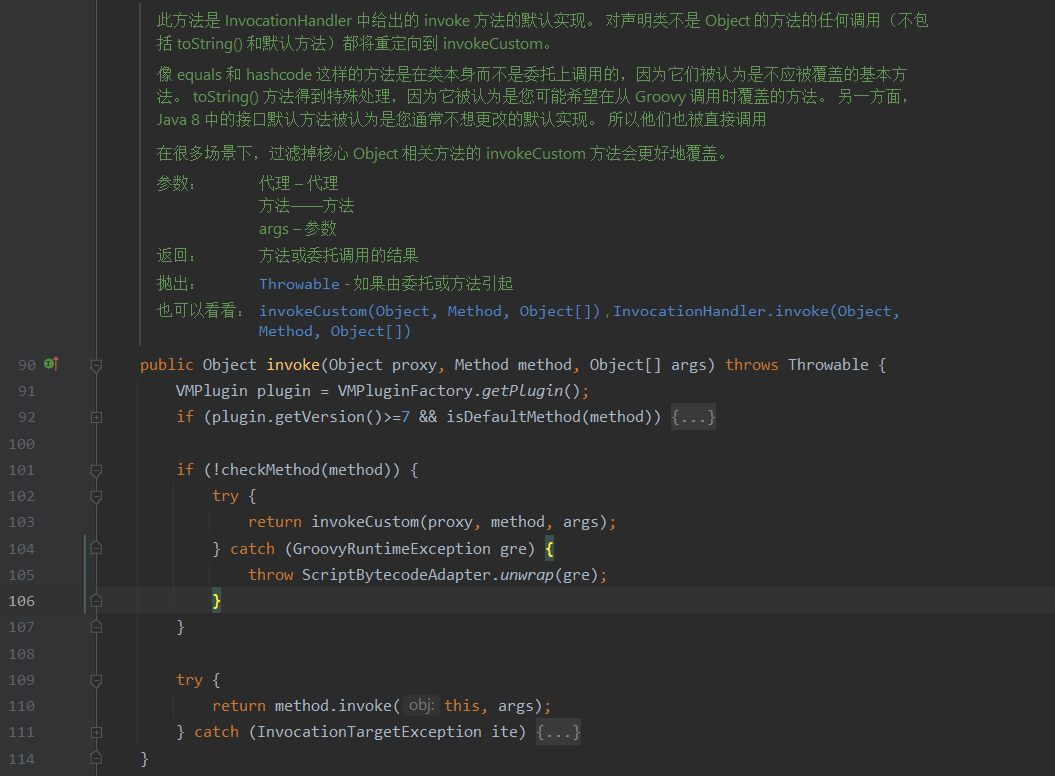 此方法是 InvocationHandler 中给出的 invoke 方法的默认实现。 对声明类不是 Object 的方法的任何调用（不包
括 toString() 和默认方法）都将重定向到 invokeCustom。
像 equals 和 hashcode 这样的方法是在类本身而不是委托上调用的，因为它们被认为是不应被覆盖的基本方
法。 toString() 方法得到特殊处理，因为它被认为是您可能希望在从 Groovy 调用时覆盖的方法。 另一方面，
Java 8 中的接口默认方法被认为是您通常不想更改的默认实现。 所以他们也被直接调用
在很多场景下，过滤掉核心 Object 相关方法的 invokeCustom 方法会更好地覆盖。
参数： 代理 – 代理
方法——方法
args – 参数
返回： 方法或委托调用的结果
抛出： Throwable - 如果由委托或方法引起
也可以看看： invokeCustom(Object, Method, Object[]) , InvocationHandler.invoke(Object,
Method, Object[])
90 public Object invoke(Object proxy, Method method, Object[] args) throws Throwable {
91 VMPlugin plugin = VMPluginFactory.getPlugin();
92 if (plugin.getVersion()>=7 && isDefaultMethod(method)) {...}
100
101 if (!checkMethod(method)) {
102 try {
103 return invokeCustom(proxy, method, args);
104 } catch (GroovyRuntimeException gre) {
105 throw ScriptBytecodeAdapter.unwrap(gre);
106 }
107 }
108
109 try {
110 return method.invoke( obj: this, args);
111 } catch (InvocationTargetException ite) {...}
114 }